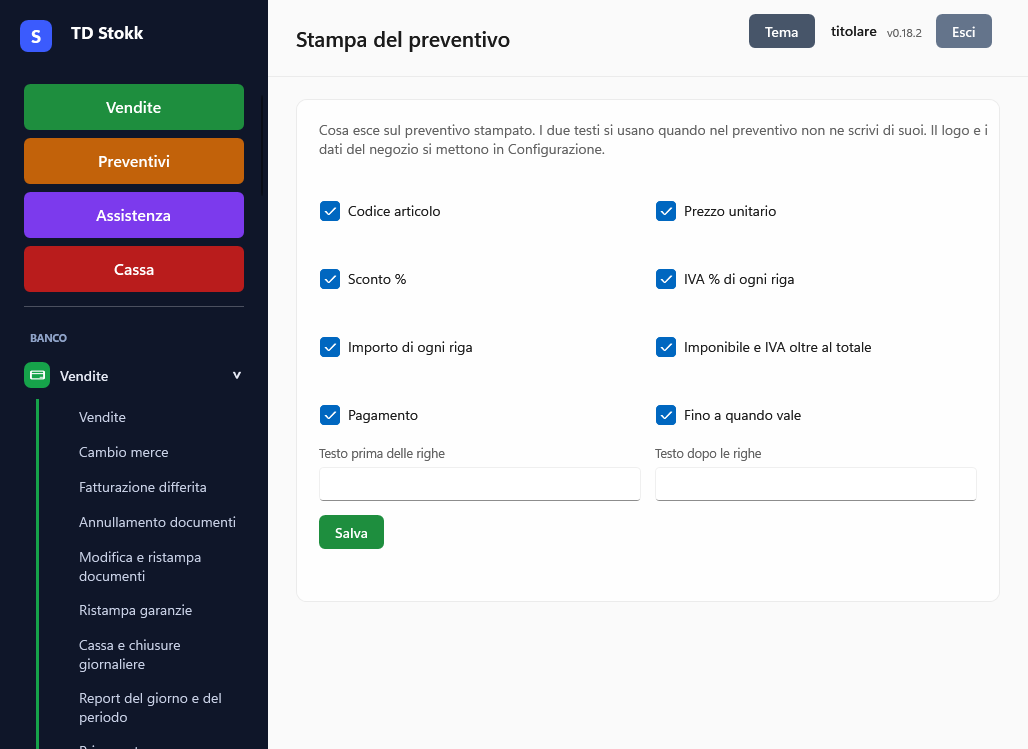 S
TD Stokk
Vendite
Preventivi
Assistenza
Cassa
BANCO
Vendite
Vendite
Cambio merce
Fatturazione differita
Annullamento documenti
Modifica e ristampa
documenti
Ristampa garanzie
Cassa e chiusure
giornaliere
Report del giorno e del
periodo
Stampa del preventivo
Tema
titolare
v0.18.2
Esci
Cosa esce sul preventivo stampato. I due testi si usano quando nel preventivo non ne scrivi di suoi. Il logo e i
dati del negozio si mettono in Configurazione.
Codice articolo
Prezzo unitario
Sconto %
IVA % di ogni riga
Importo di ogni riga
Imponibile e IVA oltre al totale
Pagamento
Fino a quando vale
Testo prima delle righe
Testo dopo le righe
Salva